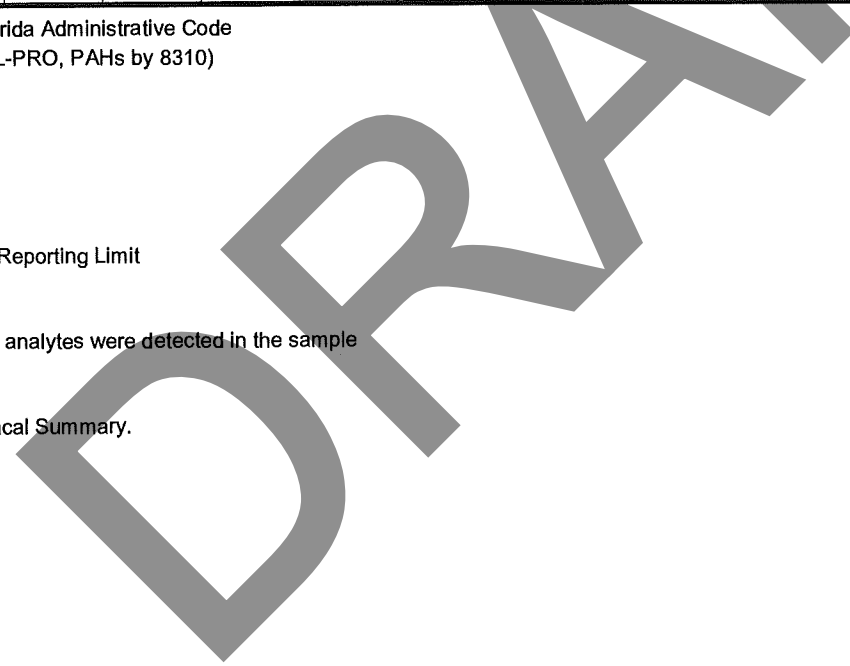 rida Administrative Code
L-PRO, PAHs by 8310)
Reporting Limit
analytes were detected in the sample
cal Summary.
DRA